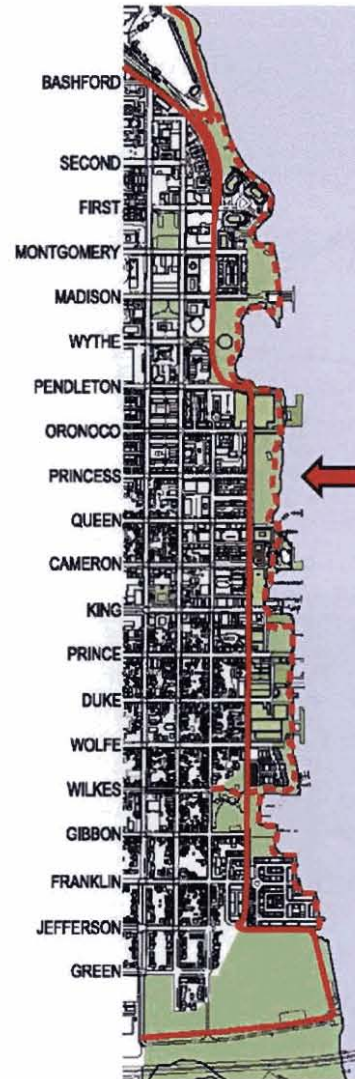 BASHFORD
SECOND
FIRST
MONTGOMERY
MADISON
WYTHE
PENDLETON
ORONOCO
PRINCESS
QUEEN
CAMERON
KING
PRINCE
DUKE
WOLFE
WILKES
GIBBON
FRANKLIN
JEFFERSON
GREEN